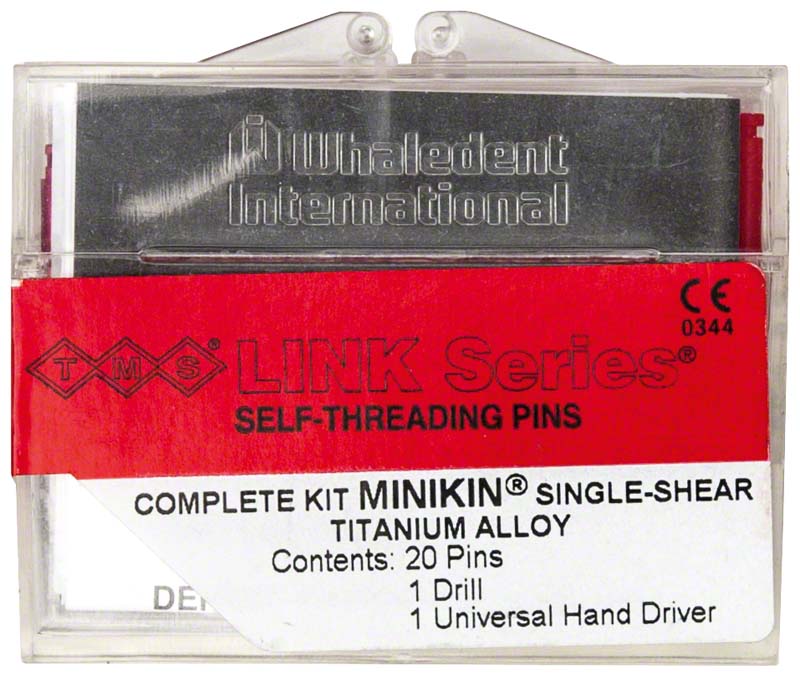 Whaledent
International
CE
0344
TMS® LINK Series®
SELF-THREADING PINS
COMPLETE KIT MINIKIN® SINGLE-SHEAR
TITANIUM ALLOY
Contents: 20 Pins
1 Drill
1 Universal Hand Driver